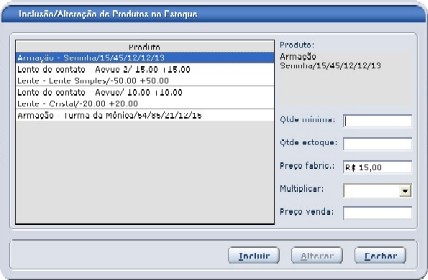 Inclusão/Alteração de Produtos no Estoque
Produto
Armação - Seninha/15/45/12/12/13
Lente de contato - Acvue 2/ 15.00 +15.00
Lente - Lente Simples/-50.00 +50.00
Lente de contato - Acvue/ 10.00 +10.00
Lente - Cristal/-20.00 +20.00
Armação - Turma da Mônica/54/85/21/12/15
Produto:
Armação
Seninha/15/45/12/12/13
Qtde mínima:
Qtde estoque:
Preço fabric.: R$ 15,00
Multiplicar:
Preço venda:
Incluir Alterar Fechar